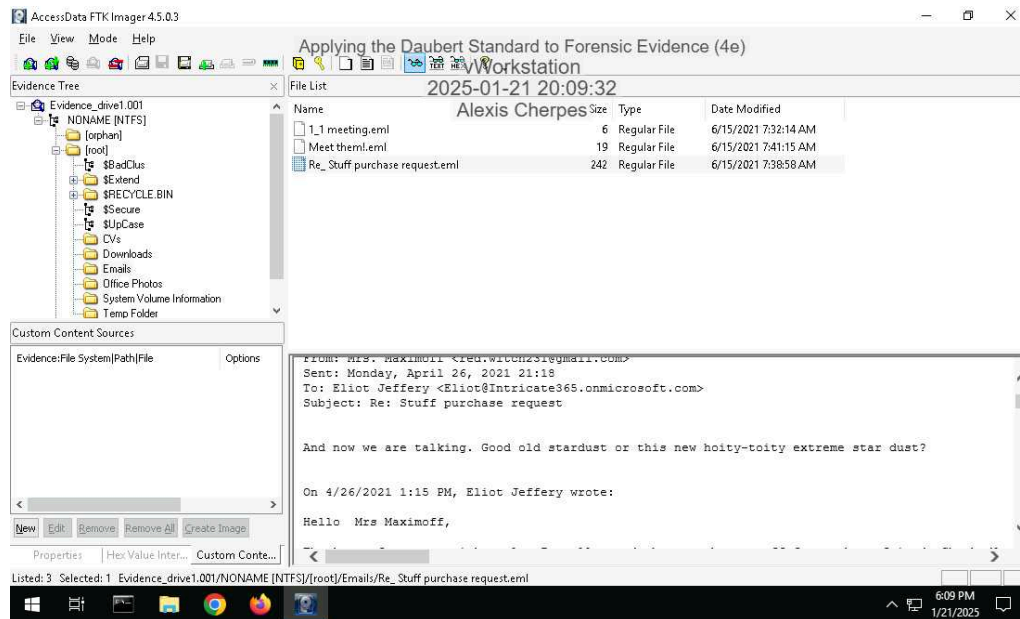 AccessData FTK Imager 4.5.0.3
File View Mode Help
Applying the Daubert Standard to Forensic Evidence (4e)
vWorkstation
2025-01-21 20:09:32
Alexis Cherpes
Evidence Tree
Evidence_drive1.001
NONAME [NTFS]
[orphan]
[root]
$BadClus
$Extend
$RECYCLE.BIN
$Secure
$UpCase
CVs
Downloads
Emails
Office Photos
System Volume Information
Temp Folder
Custom Content Sources
Evidence:File System|Path|File Options
New Edit Remove Remove All Create Image
Properties Hex Value Inter... Custom Conte...
File List
Name Size Type Date Modified
1_1 meeting.eml 6 Regular File 6/15/2021 7:32:14 AM
Meet them!.eml 19 Regular File 6/15/2021 7:41:15 AM
Re_ Stuff purchase request.eml 242 Regular File 6/15/2021 7:38:58 AM
From: Mrs. Maximoff <red.witch231@gmail.com>
Sent: Monday, April 26, 2021 21:18
To: Eliot Jeffery <Eliot@Intricate365.onmicrosoft.com>
Subject: Re: Stuff purchase request
And now we are talking. Good old stardust or this new hoity-toity extreme star dust?
On 4/26/2021 1:15 PM, Eliot Jeffery wrote:
Hello Mrs Maximoff,
Listed: 3 Selected: 1 Evidence_drive1.001/NONAME [NTFS]/[root]/Emails/Re_ Stuff purchase request.eml
6:09 PM
1/21/2025